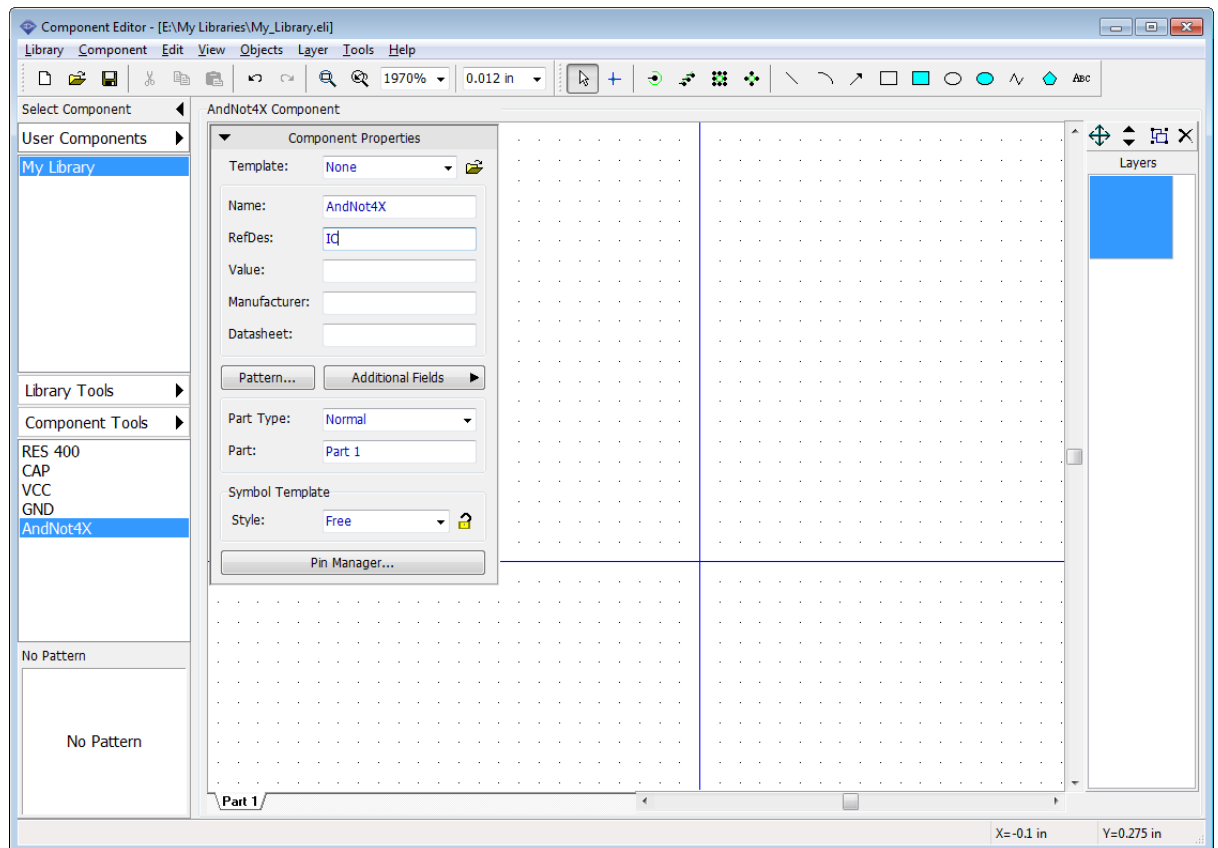 Component Editor - [E:\My Libraries\My_Library.eli]
Library Component Edit View Objects Layer Tools Help
1970% 0.012 in ABC
Select Component
AndNot4X Component
User Components
My Library
Component Properties
Template: None
Name: AndNot4X
RefDes: IC
Value:
Manufacturer:
Datasheet:
Pattern... Additional Fields
Part Type: Normal
Part: Part 1
Symbol Template
Style: Free
Pin Manager...
Layers
Library Tools
Component Tools
RES 400
CAP
VCC
GND
AndNot4X
No Pattern
No Pattern
Part 1
X=-0.1 in Y=0.275 in